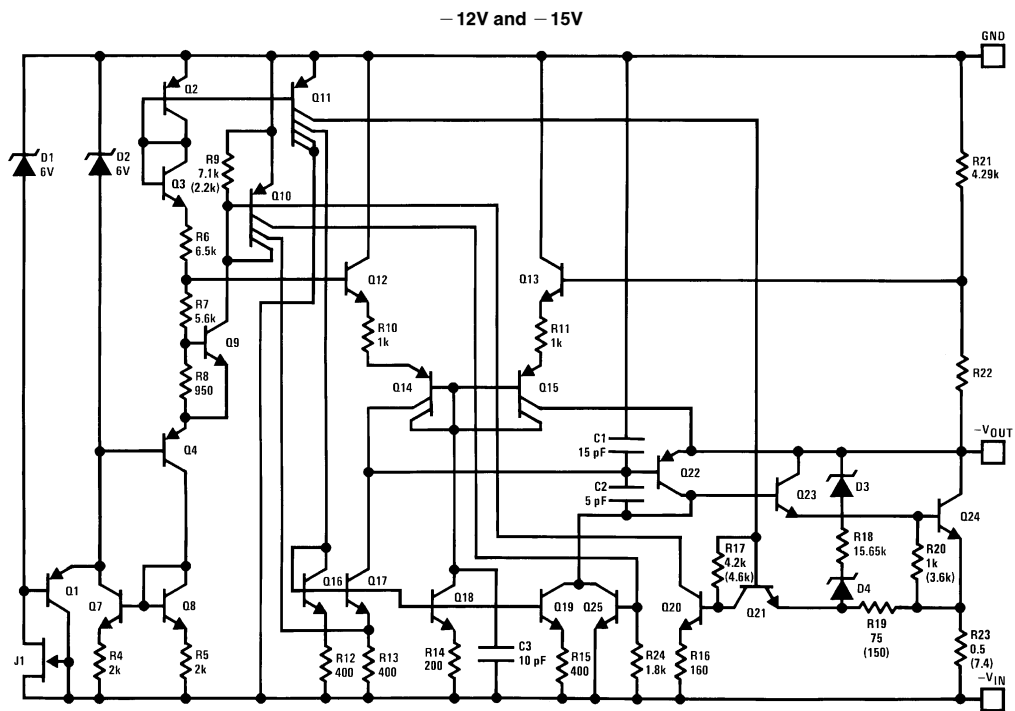 −12V and −15V
GND
Q2
Q11
D1
6V
D2
6V
R9
7.1k
(2.2k)
R21
4.29k
Q3
Q10
R6
6.5k
Q12
Q13
R7
5.6k
R10
1k
R11
1k
Q9
R22
R8
950
Q14
Q15
−VOUT
C1
15 pF
Q4
Q22
C2
5 pF
Q23
D3
Q24
R18
15.65k
R20
1k
(3.6k)
R17
4.2k
(4.6k)
Q1
Q7
Q8
Q16
Q17
Q18
Q19
Q25
Q20
Q21
D4
R19
75
(150)
J1
R4
2k
R5
2k
R12
400
R13
400
R14
200
C3
10 pF
R15
400
R24
1.8k
R16
160
R23
0.5
(7.4)
−VIN